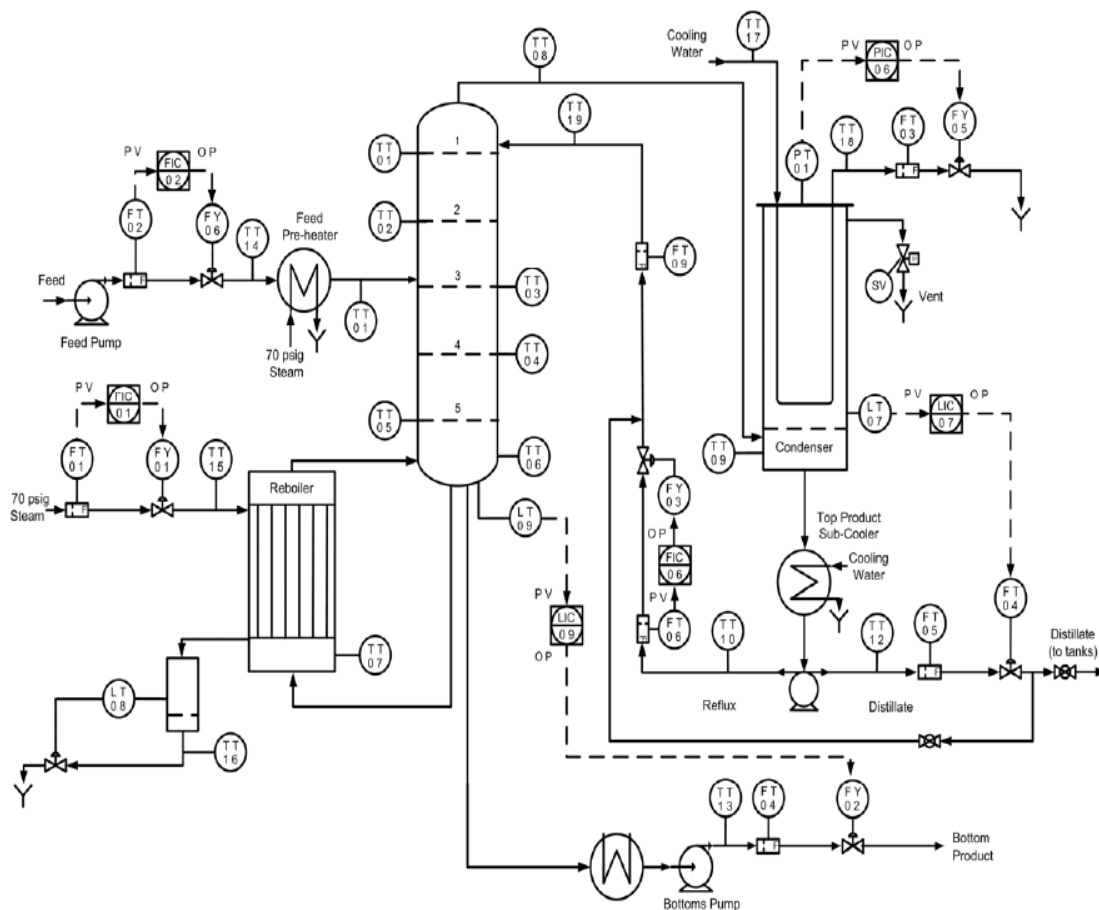 TT
08
Cooling
Water
TT
17
PV
PIC
06
OP
TT
19
PT
01
TT
18
FT
03
FY
05
PV
FIC
02
OP
FT
02
FY
06
TT
14
Feed
Pre-heater
Feed
F
Feed Pump
70 psig
Steam
TT
01
TT
01
1
TT
02
2
3
TT
03
4
TT
04
5
TT
05
TT
06
F
FT
09
F
SV
S
Vent
PV
FIC
01
OP
FT
01
FY
01
TT
15
70 psig
Steam
F
Reboiler
TT
07
LT
08
TT
16
LT
09
PV
LIC
09
OP
FY
03
OP
FIC
06
PV
FT
06
F
TT
10
Reflux
TT
09
Condenser
LT
07
PV
LIC
07
OP
Top Product
Sub-Cooler
Cooling
Water
TT
12
FT
05
F
FT
04
Distillate
(to tanks)
Distillate
TT
13
FT
04
F
FY
02
Bottom
Product
Bottoms Pump